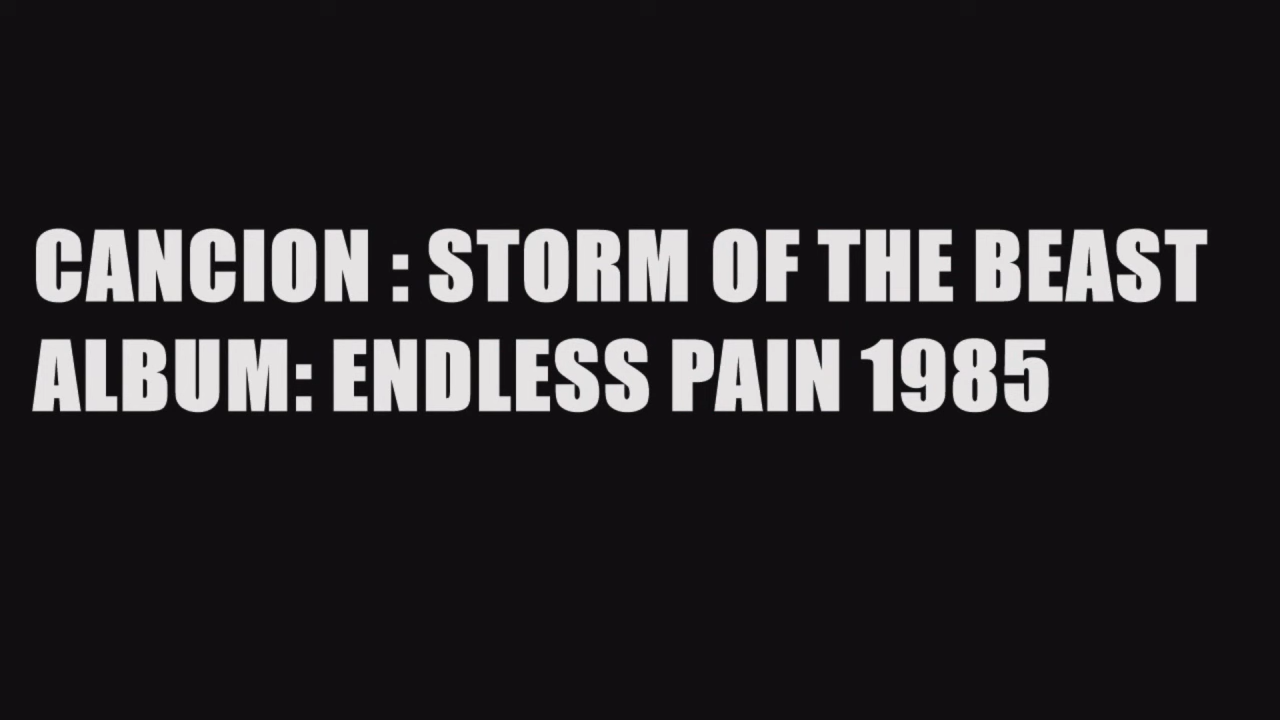 CANCION : STORM OF THE BEAST
ALBUM: ENDLESS PAIN 1985